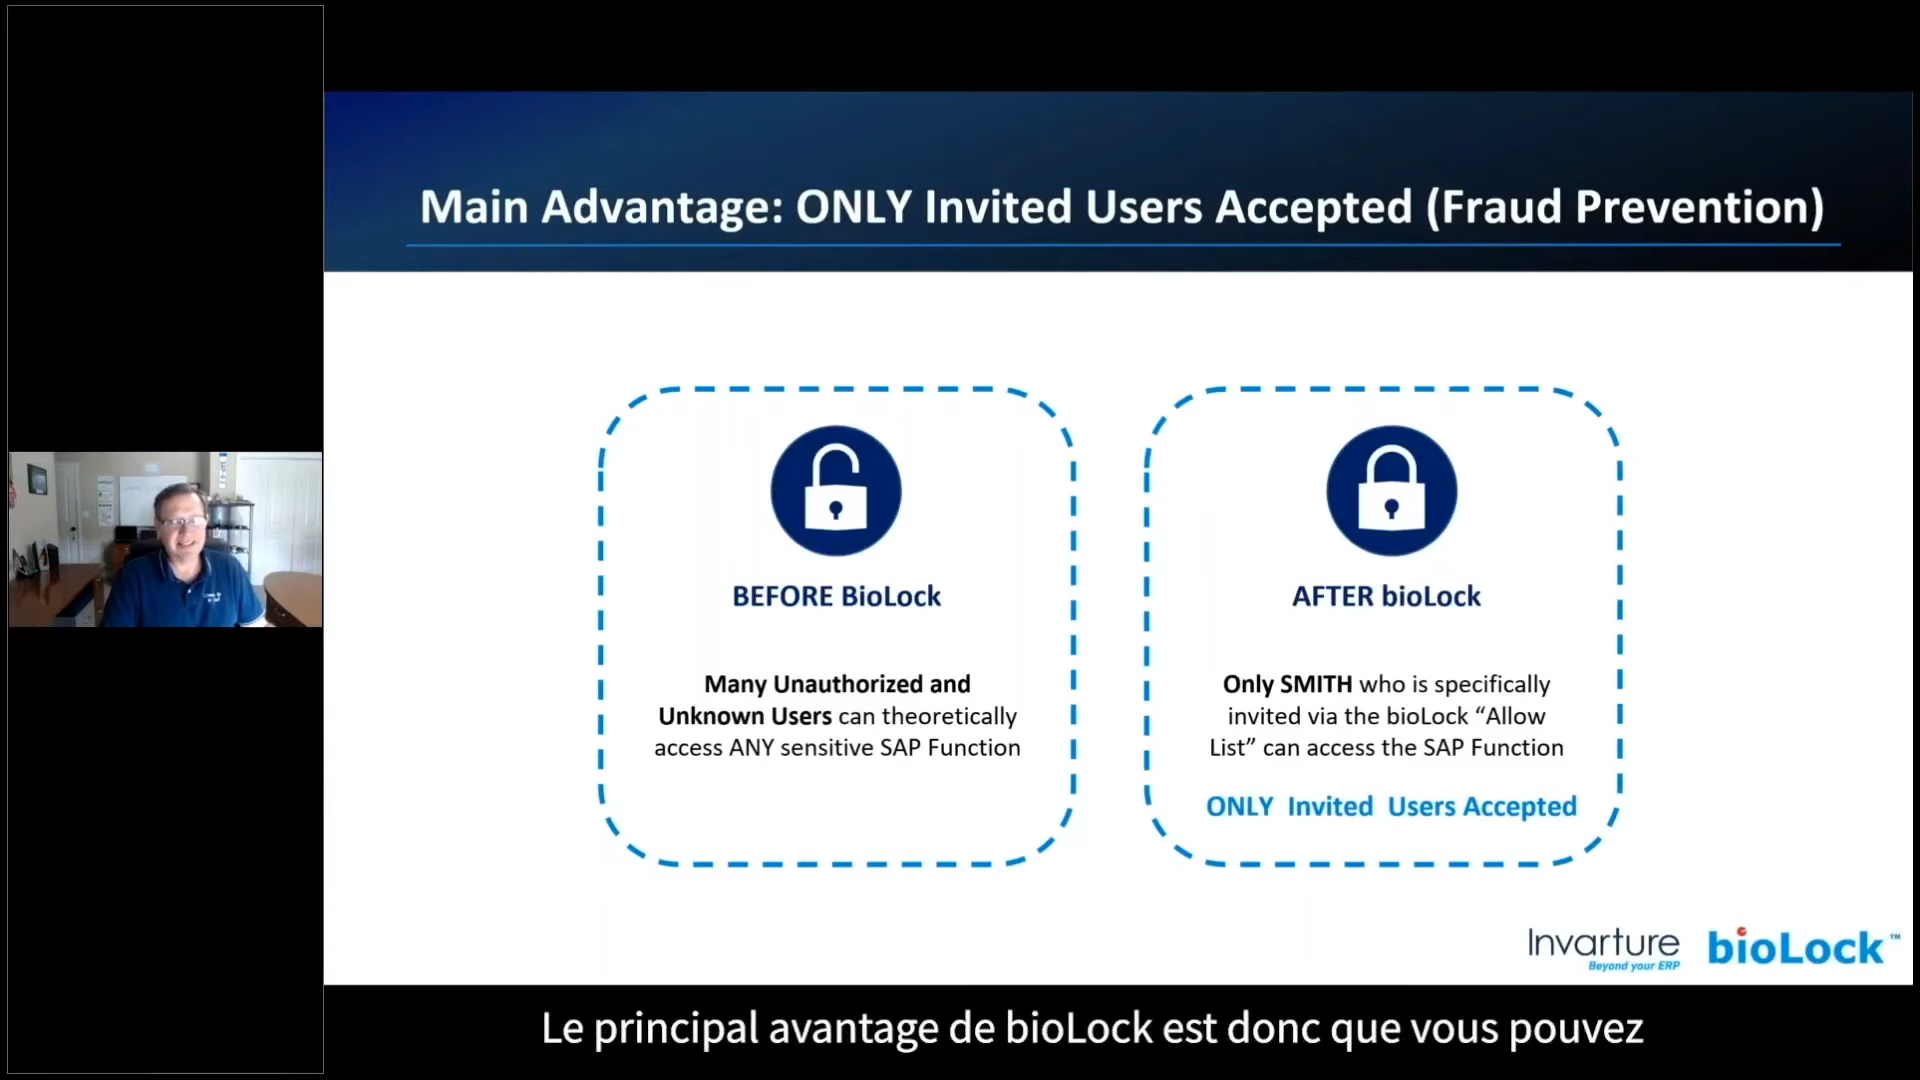 Main Advantage: ONLY Invited Users Accepted (Fraud Prevention)
BEFORE BioLock
Many Unauthorized and
Unknown Users can theoretically
access ANY sensitive SAP Function
AFTER bioLock
Only SMITH who is specifically
invited via the bioLock “Allow
List” can access the SAP Function
ONLY Invited Users Accepted
Invarture
Beyond your ERP
bioLock™
Le principal avantage de bioLock est donc que vous pouvez